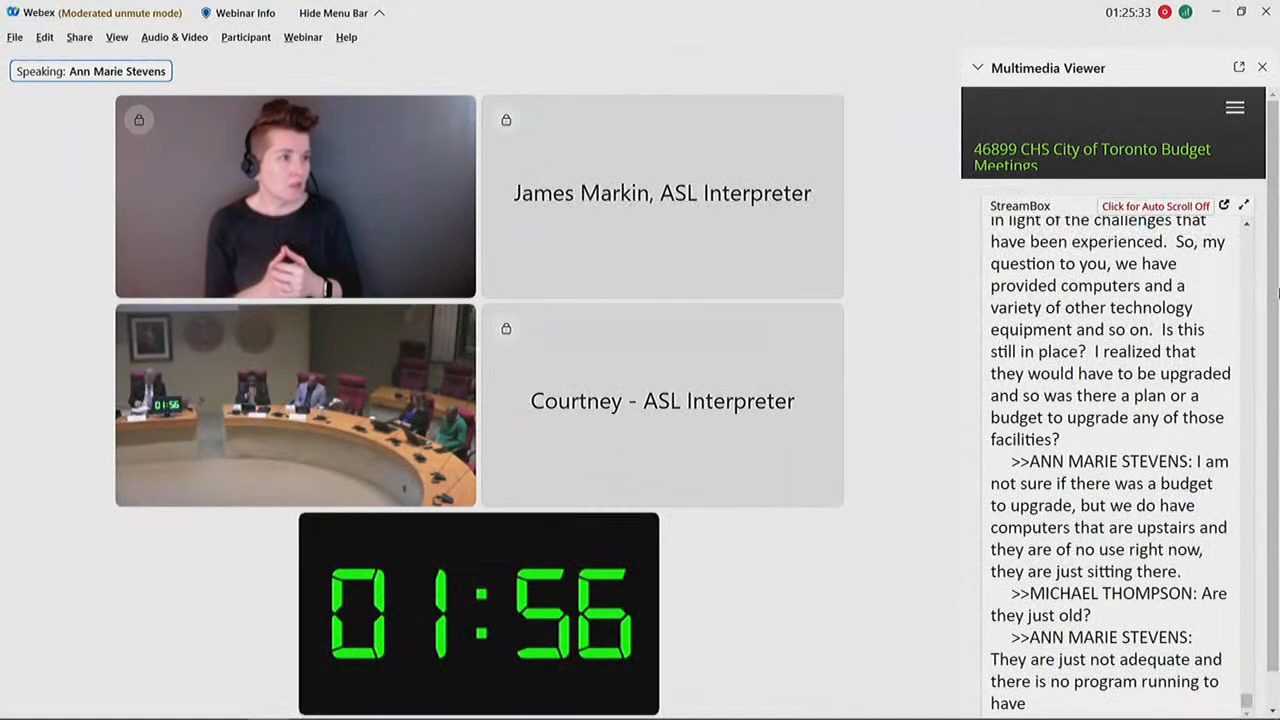 Webex (Moderated unmute mode) Webinar Info Hide Menu Bar 01:25:33
File Edit Share View Audio & Video Participant Webinar Help
Speaking: Ann Marie Stevens
James Markin, ASL Interpreter
01:56
Courtney - ASL Interpreter
01:56
Multimedia Viewer
46899 CHS City of Toronto Budget
Meetings
StreamBox Click for Auto Scroll Off
in light of the challenges that
have been experienced. So, my
question to you, we have
provided computers and a
variety of other technology
equipment and so on. Is this
still in place? I realized that
they would have to be upgraded
and so was there a plan or a
budget to upgrade any of those
facilities?
>>ANN MARIE STEVENS: I am
not sure if there was a budget
to upgrade, but we do have
computers that are upstairs and
they are of no use right now,
they are just sitting there.
>>MICHAEL THOMPSON: Are
they just old?
>>ANN MARIE STEVENS:
They are just not adequate and
there is no program running to
have